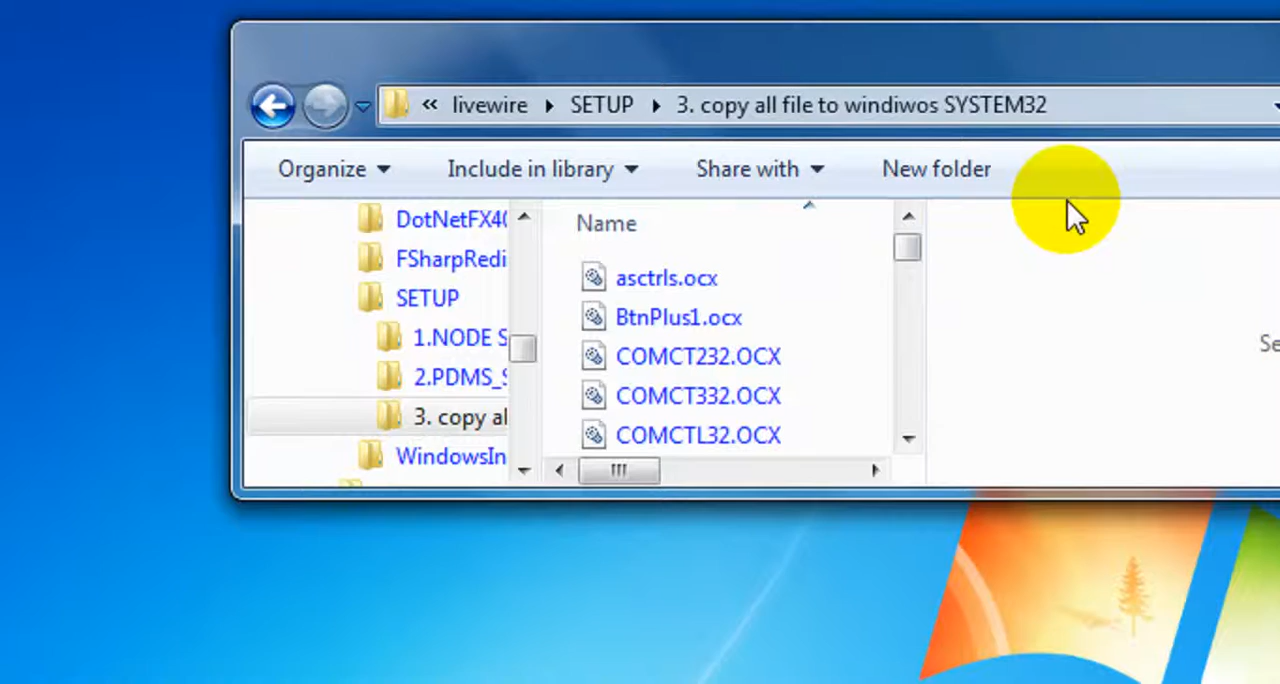 « livewire ▸ SETUP ▸ 3. copy all file to windiwos SYSTEM32
Organize Include in library Share with New folder
DotNetFX40
FSharpRedi
SETUP
1.NODE S
2.PDMS_S
3. copy al
WindowsIn
Name
asctrls.ocx
BtnPlus1.ocx
COMCT232.OCX
COMCT332.OCX
COMCTL32.OCX
Se